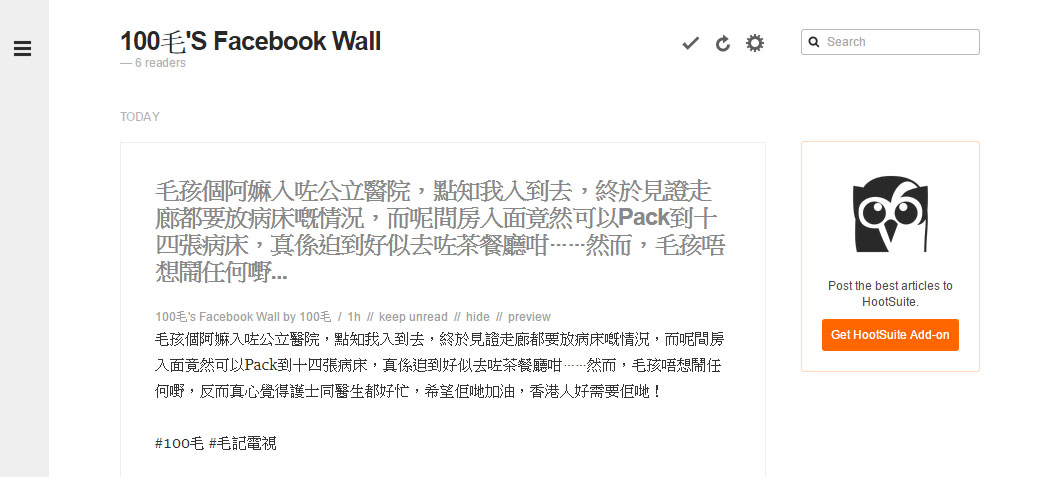 100毛'S Facebook Wall
— 6 readers
Search
TODAY
毛孩個阿嫲入咗公立醫院，點知我入到去，終於見證走
廊都要放病床嘅情況，而呢間房入面竟然可以Pack到十
四張病床，真係迫到好似去咗茶餐廳咁……然而，毛孩唔
想鬧任何嘢...
100毛's Facebook Wall by 100毛 / 1h // keep unread // hide // preview
毛孩個阿嫲入咗公立醫院，點知我入到去，終於見證走廊都要放病床嘅情況，而呢間房
入面竟然可以Pack到十四張病床，真係迫到好似去咗茶餐廳咁……然而，毛孩唔想鬧任
何嘢，反而真心覺得護士同醫生都好忙，希望佢哋加油，香港人好需要佢哋！
#100毛 #毛記電視
Post the best articles to
HootSuite.
Get HootSuite Add-on